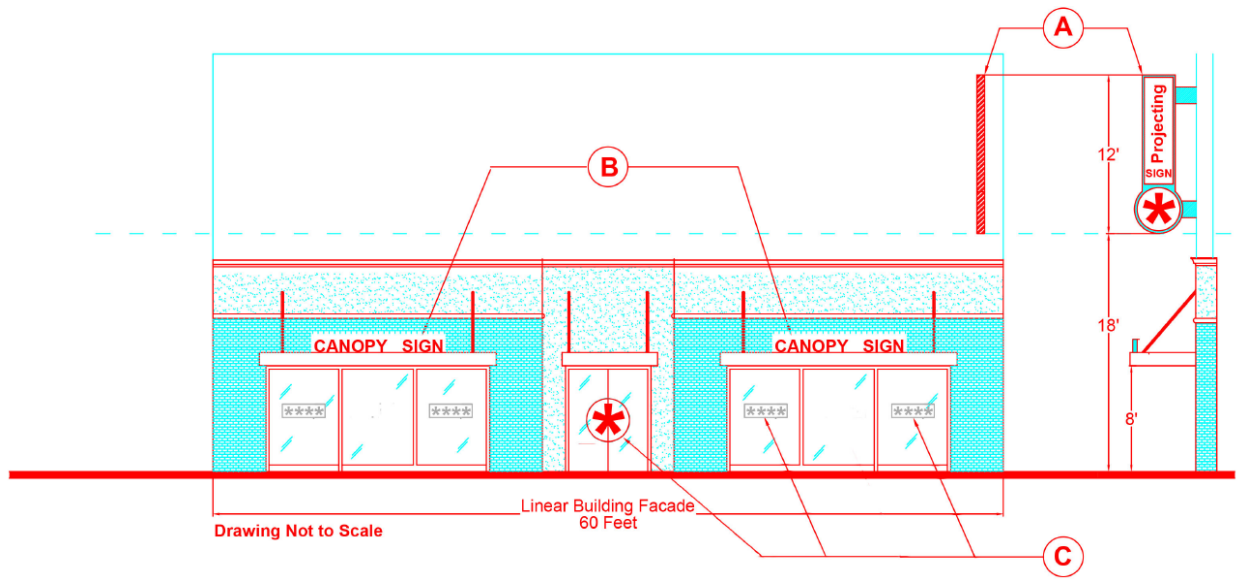 A
Projecting
SIGN
*
12'
B
18'
CANOPY SIGN
CANOPY SIGN
8'
****
****
*
****
****
Linear Building Facade
60 Feet
Drawing Not to Scale
C